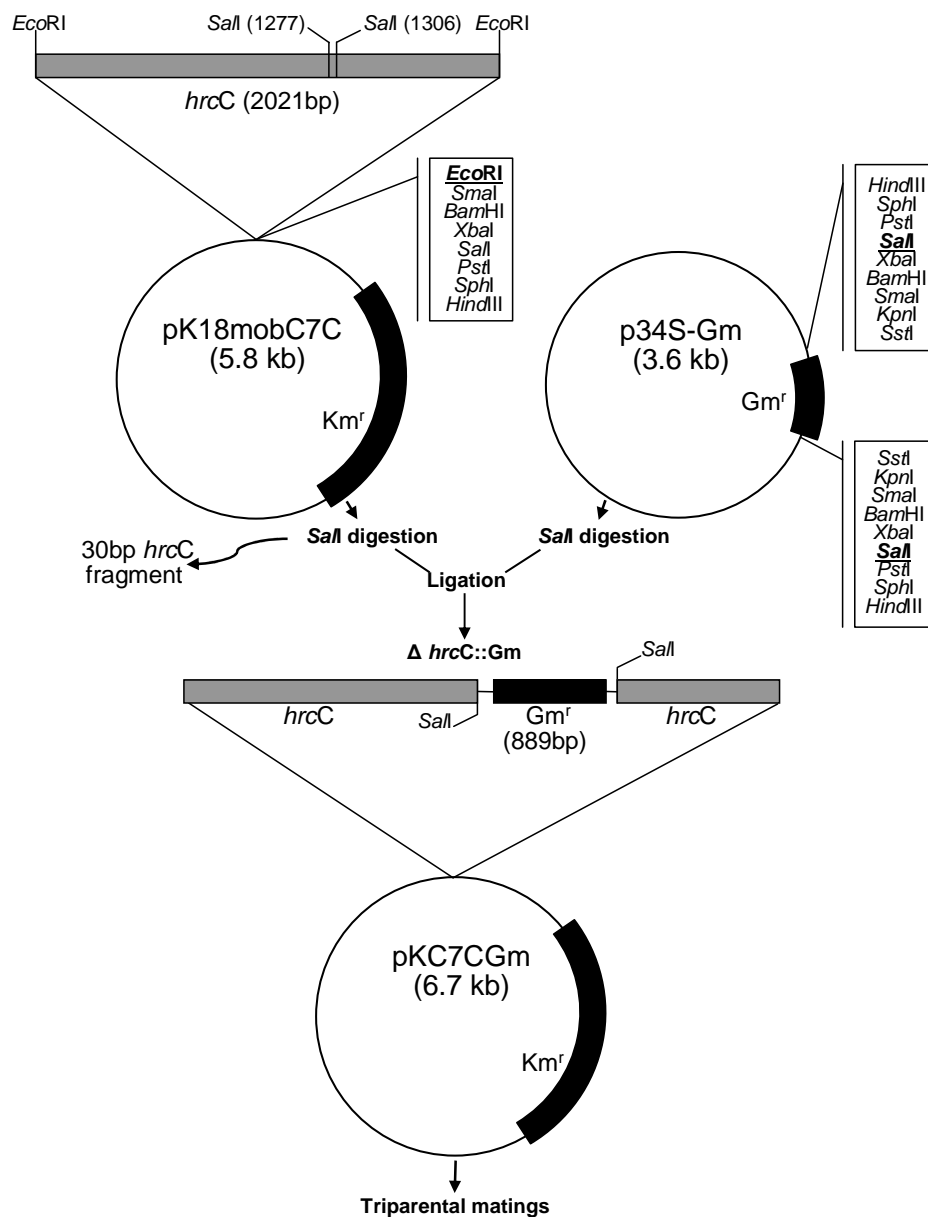 EcoRI
SalI (1277)
SalI (1306)
EcoRI
hrcC (2021bp)
EcoRI
SmaI
BamHI
XbaI
SalI
PstI
SphI
HindIII
pK18mobC7C
(5.8 kb)
Kmr
HindIII
SphI
PstI
SalI
XbaI
BamHI
SmaI
KpnI
SstI
p34S-Gm
(3.6 kb)
Gmr
SstI
KpnI
SmaI
BamHI
XbaI
SalI
PstI
SphI
HindIII
SalI digestion
SalI digestion
30bp hrcC
fragment
Ligation
Δ hrcC::Gm
SalI
hrcC
SalI
Gmr
(889bp)
hrcC
pKC7CGm
(6.7 kb)
Kmr
Triparental matings